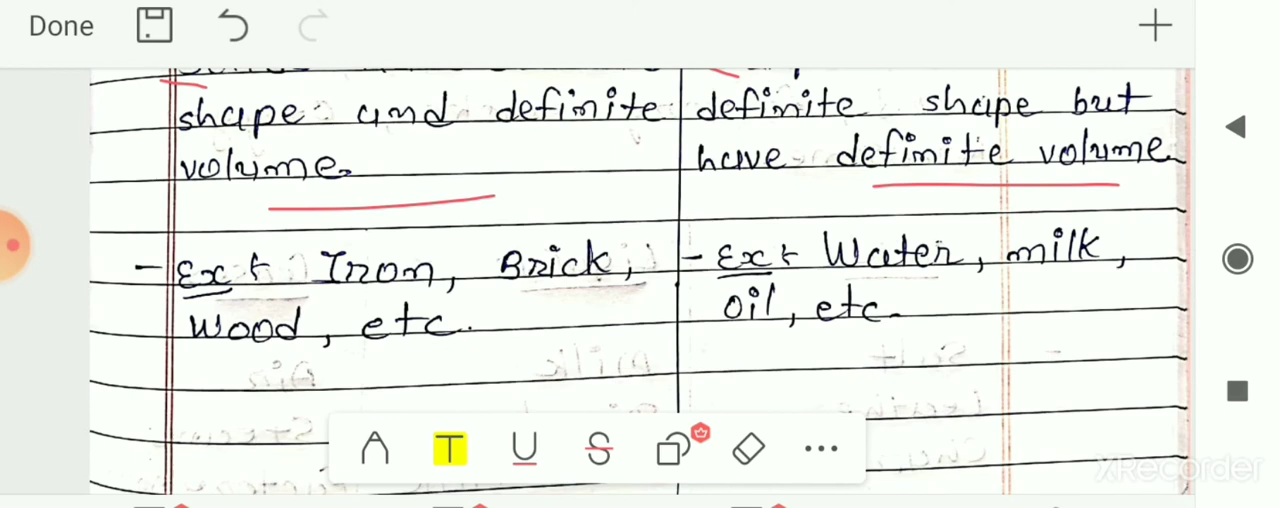 Done
shape and definite
volume.
- Ex: Iron, Brick,
wood, etc.
definite shape but
have definite volume
- Ex: Water, milk,
oil, etc.
T U S
XRecorder